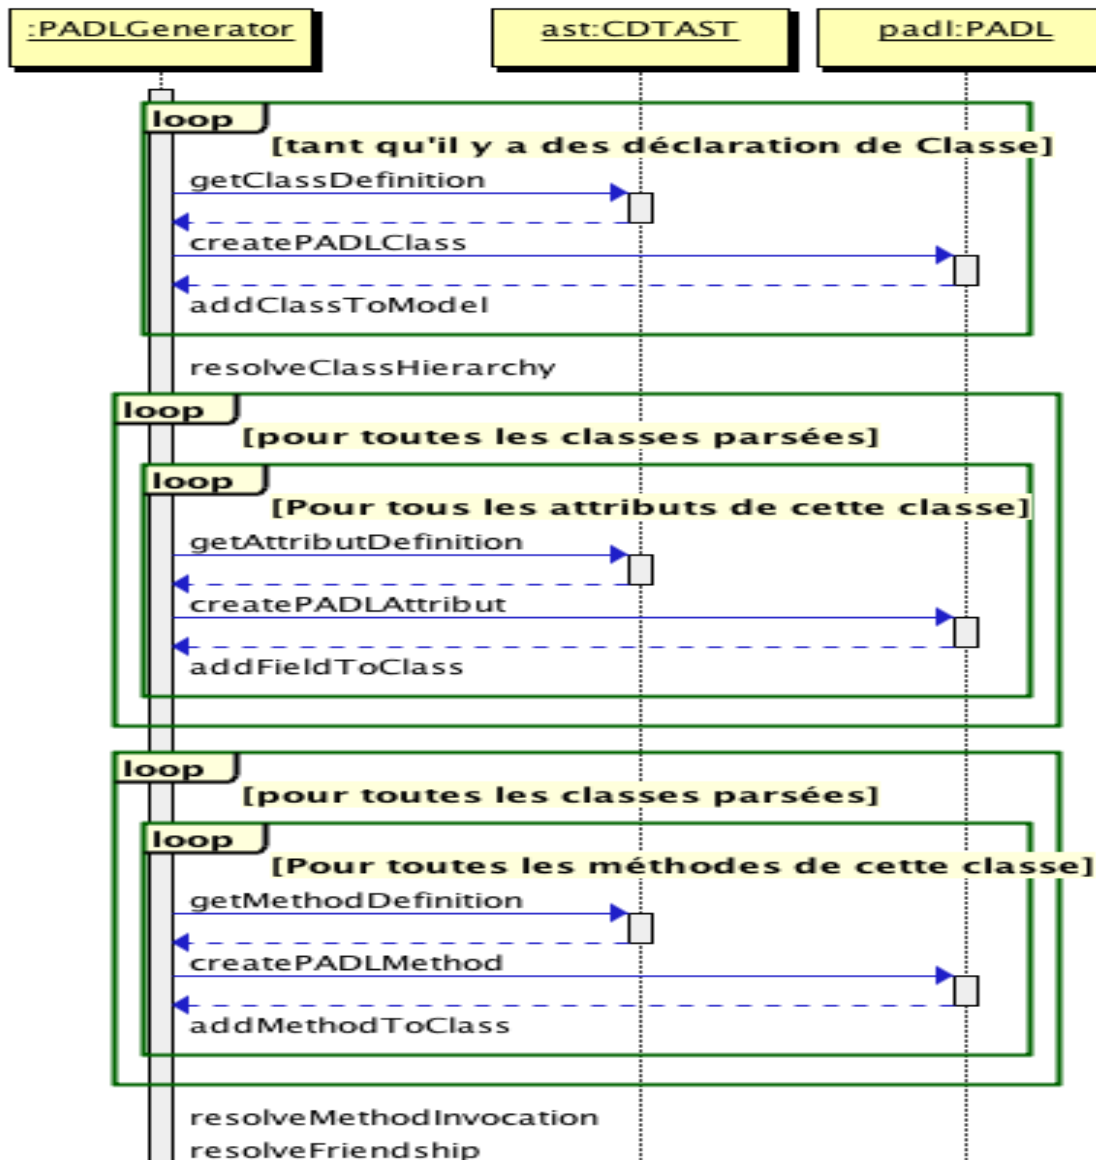 :PADLGenerator
ast:CDTAST
padl:PADL
loop
[tant qu'il y a des déclaration de Classe]
getClassDefinition
createPADLClass
addClassToModel
resolveClassHierarchy
loop
[pour toutes les classes parsées]
loop
[Pour tous les attributs de cette classe]
getAttributDefinition
createPADLAttribut
addFieldToClass
loop
[pour toutes les classes parsées]
loop
[Pour toutes les méthodes de cette classe]
getMethodDefinition
createPADLMethod
addMethodToClass
resolveMethodInvocation
resolveFriendship